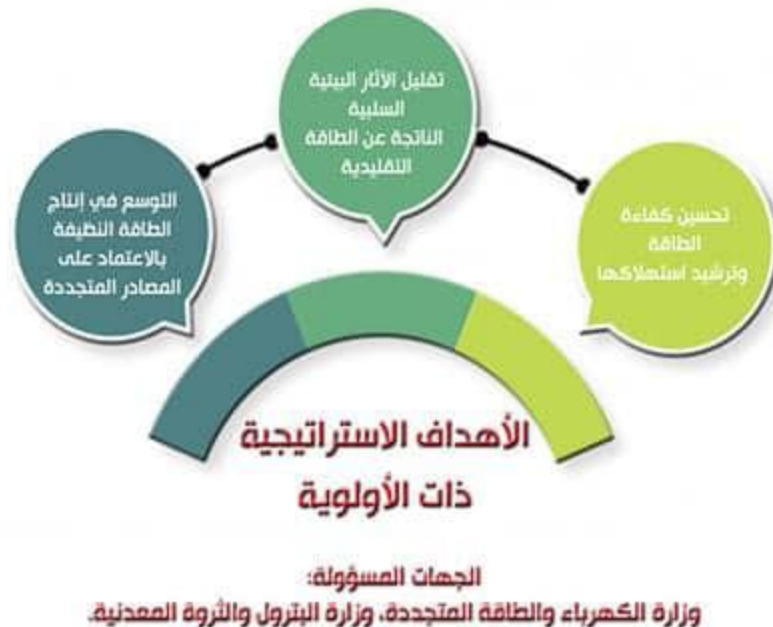 تحسين كفاءة
الطاقة
وترشيد استهلاكها
تقليل الآثار البيئية
السلبية
الناتجة عن الطاقة
التقليدية
التوسع في إنتاج
الطاقة النظيفة
بالاعتماد على
المصادر المتجددة
الأهداف الاستراتيجية
ذات الأولوية
الجهات المسؤولة:
وزارة الكهرباء والطاقة المتجددة، وزارة البترول والثروة المعدنية.